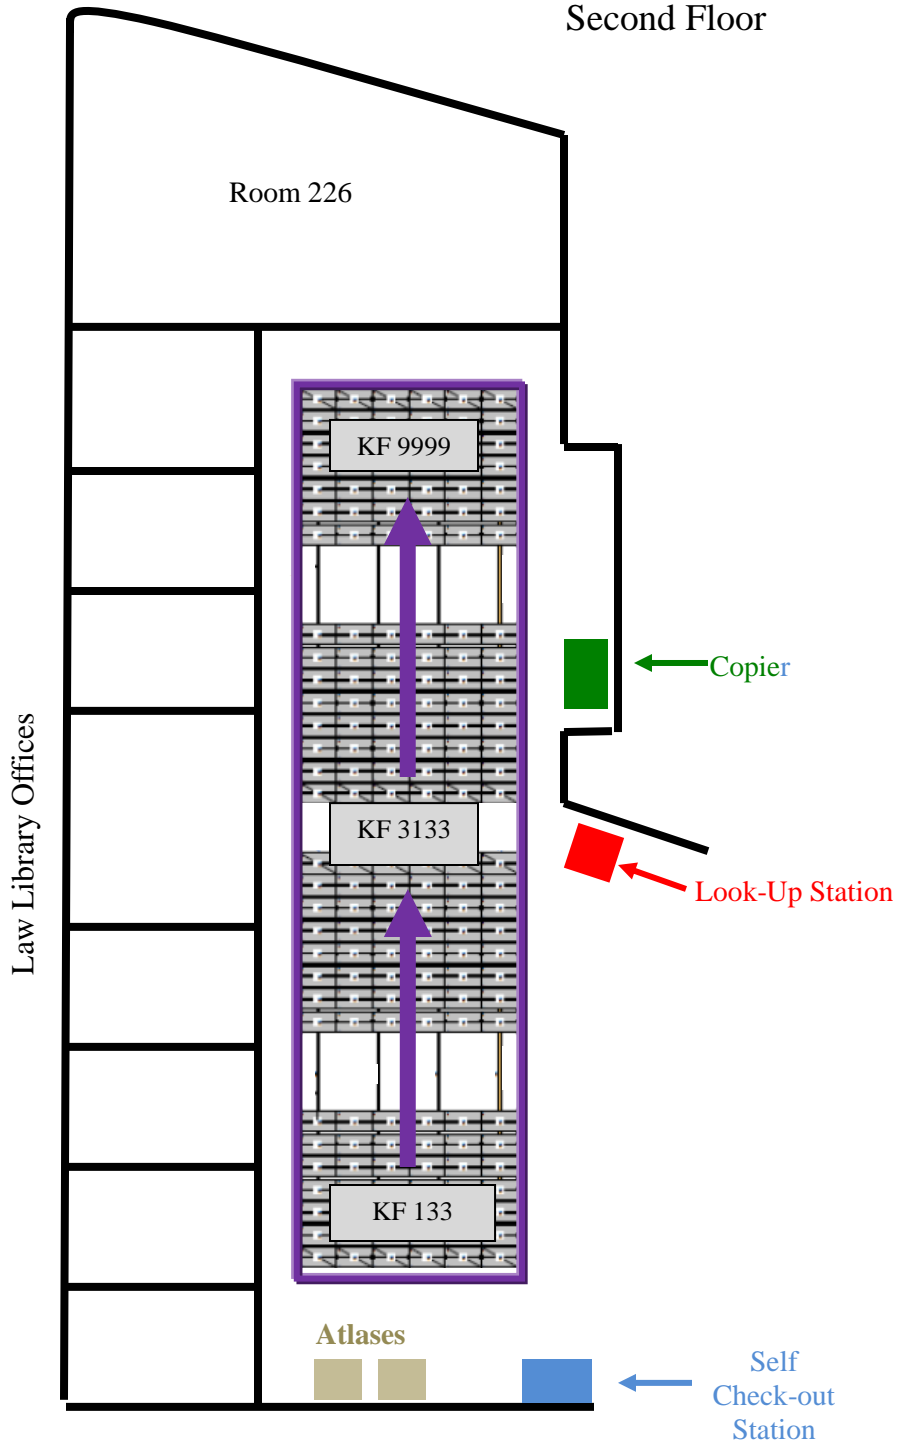 Second Floor
Room 226
KF 9999
Copier
Law Library Offices
KF 3133
Look-Up Station
KF 133
Atlases
Self
Check-out
Station